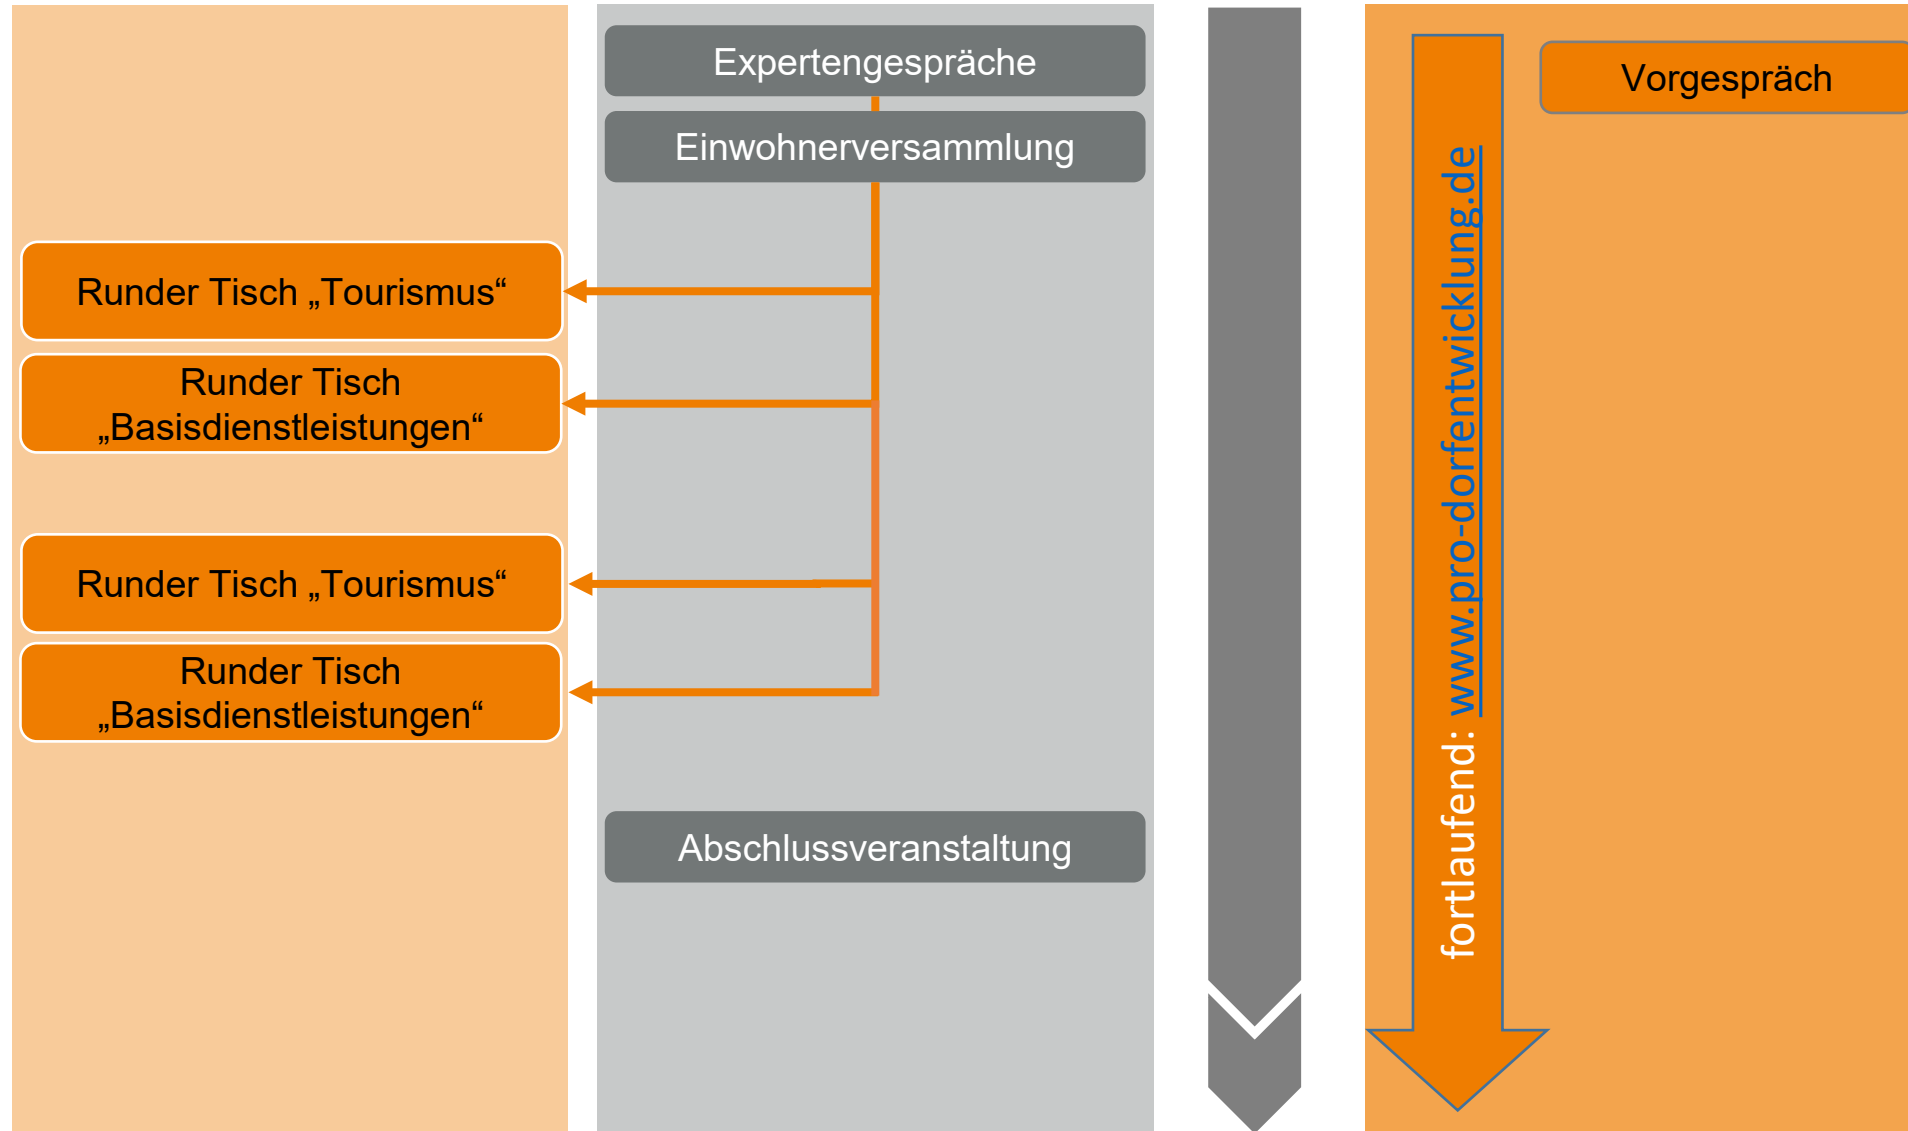 Expertengespräche
Einwohnerversammlung
Runder Tisch „Tourismus“
Runder Tisch
„Basisdienstleistungen“
Runder Tisch „Tourismus“
Runder Tisch
„Basisdienstleistungen“
Abschlussveranstaltung
fortlaufend: www.pro-dorfentwicklung.de
Vorgespräch